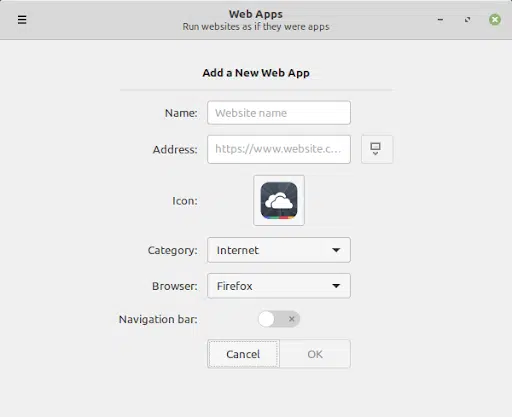 Web Apps
Run websites as if they were apps
Add a New Web App
Name: Website name
Address: https://www.website.c...
Icon:
Category: Internet
Browser: Firefox
Navigation bar:
Cancel OK